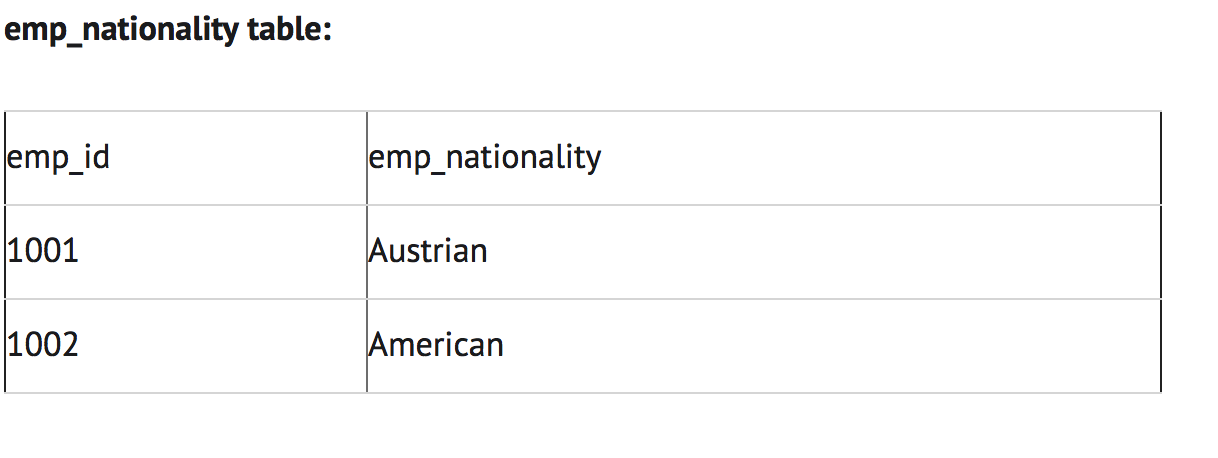 emp_nationality table:
emp_id emp_nationality
1001 Austrian
1002 American